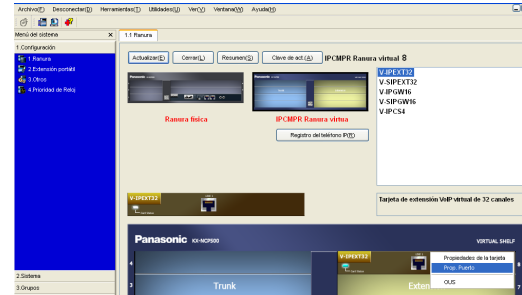 Archivo(F) Desconectar(D) Herramientas(T) Utilidades(U) Ver(V) Ventana(W) Ayuda(H)
Menú del sistema
1.1 Ranura
1.Configuración
1.Ranura
2.Extensión portátil
3.Otros
4.Prioridad de Reloj
Actualizar(E) Cerrar(L) Resumen(S) Clave de act.(A) IPCMPR Ranura virtual 8
V-IPEXT32
V-SIPEXT32
V-IPGW16
V-SIPGW16
V-IPCS4
Trunk
Ranura física
IPCMPR Ranura virtua
Registro del teléfono IP(R)
V-IPEXT32
Tarjeta de extensión VoIP virtual de 32 canales
Panasonic KX-NCP500
VIRTUAL SHELF
V-IPEXT32
Propiedades de la tarjeta
Prop. Puerto
OUS
4
3
Trunk
Exten
2.Sistema
3.Grupos